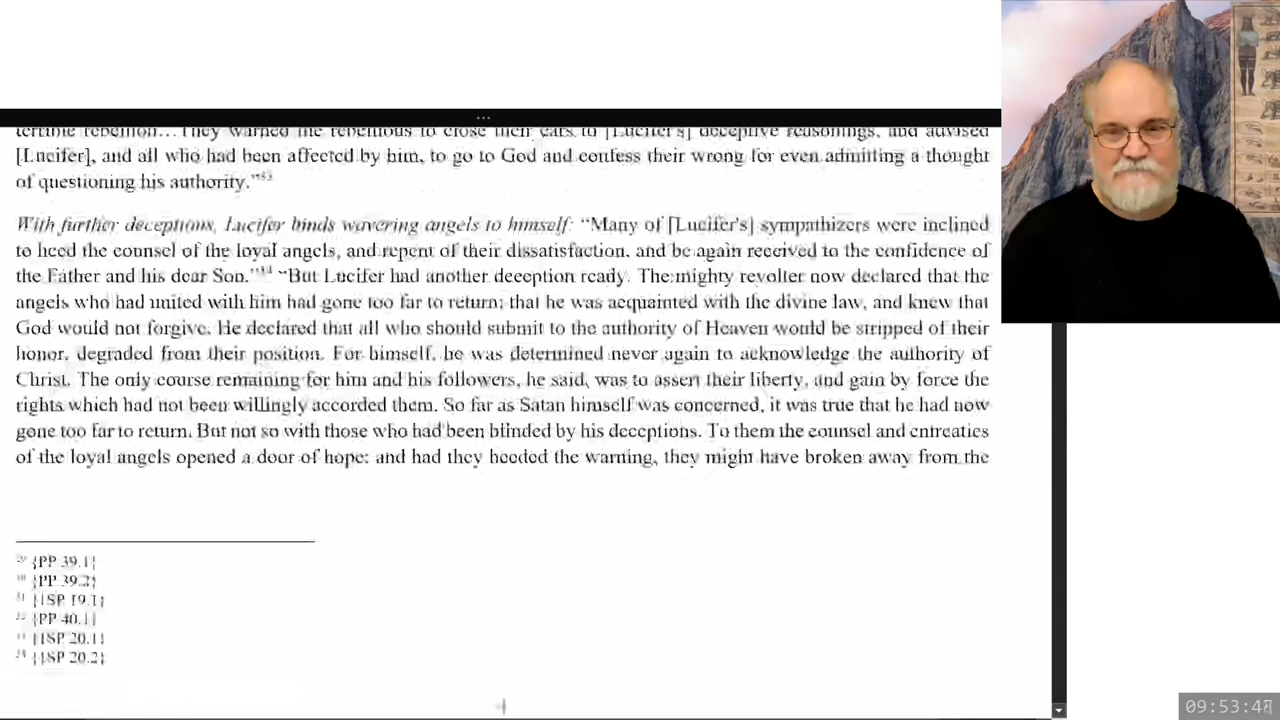 terrible rebellion…They warned the rebellious to close their ears to [Lucifer's] deceptive reasonings, and advised
[Lucifer], and all who had been affected by him, to go to God and confess their wrong for even admitting a thought
of questioning his authority."
With further deceptions, Lucifer binds wavering angels to himself: "Many of [Lucifer's] sympathizers were inclined
to heed the counsel of the loyal angels, and repent of their dissatisfaction, and be again received to the confidence of
the Father and his dear Son." "But Lucifer had another deception ready. The mighty revolter now declared that the
angels who had united with him had gone too far to return; that he was acquainted with the divine law, and knew that
God would not forgive. He declared that all who should submit to the authority of Heaven would be stripped of their
honor, degraded from their position. For himself, he was determined never again to acknowledge the authority of
Christ. The only course remaining for him and his followers, he said, was to assert their liberty, and gain by force the
rights which had not been willingly accorded them. So far as Satan himself was concerned, it was true that he had now
gone too far to return. But not so with those who had been blinded by his deceptions. To them the counsel and entreaties
of the loyal angels opened a door of hope; and had they heeded the warning, they might have broken away from the
{PP 39.1}
{PP 39.2}
{1SP 19.1}
{PP 40.1}
{1SP 20.1}
{1SP 20.2}
09:53:47